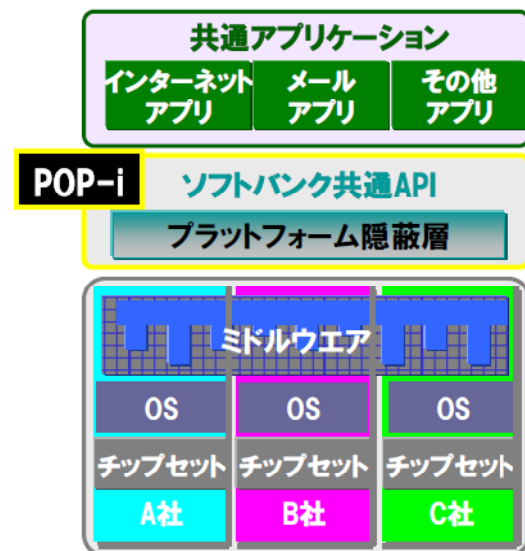 共通アプリケーション
インターネット
アプリ
メール
アプリ
その他
アプリ
POP-i
ソフトバンク共通API
プラットフォーム隠蔽層
ミドルウエア
OS
OS
OS
チップセット
チップセット
チップセット
A社
B社
C社